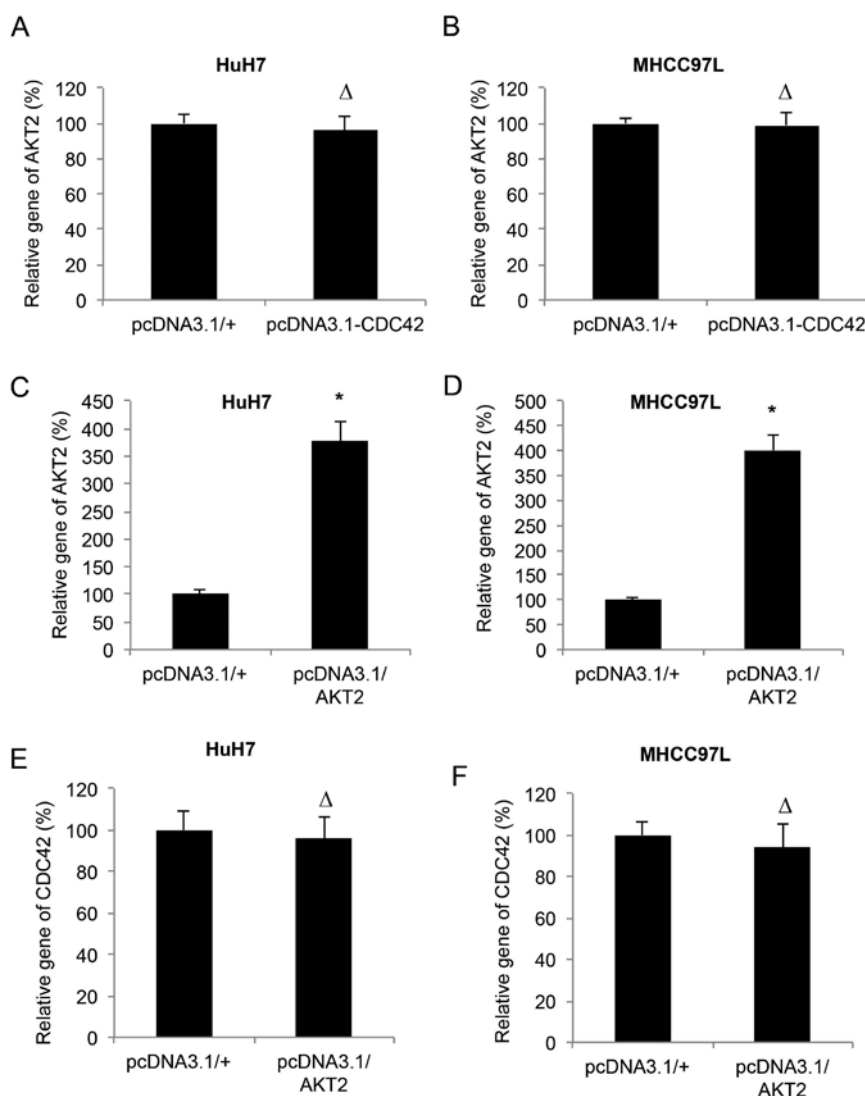 A
HuH7
Relative gene of AKT2 (%)
120
100
80
60
40
20
0
Δ
pcDNA3.1/+
pcDNA3.1-CDC42
B
MHCC97L
Relative gene of AKT2 (%)
120
100
80
60
40
20
0
Δ
pcDNA3.1/+
pcDNA3.1-CDC42
C
HuH7
Relative gene of AKT2 (%)
450
400
350
300
250
200
150
100
50
0
*
pcDNA3.1/+
pcDNA3.1/
AKT2
D
MHCC97L
Relative gene of AKT2 (%)
500
450
400
350
300
250
200
150
100
50
0
*
pcDNA3.1/+
pcDNA3.1/
AKT2
E
HuH7
Relative gene of CDC42 (%)
120
100
80
60
40
20
0
Δ
pcDNA3.1/+
pcDNA3.1/
AKT2
F
MHCC97L
Relative gene of CDC42 (%)
120
100
80
60
40
20
0
Δ
pcDNA3.1/+
pcDNA3.1/
AKT2